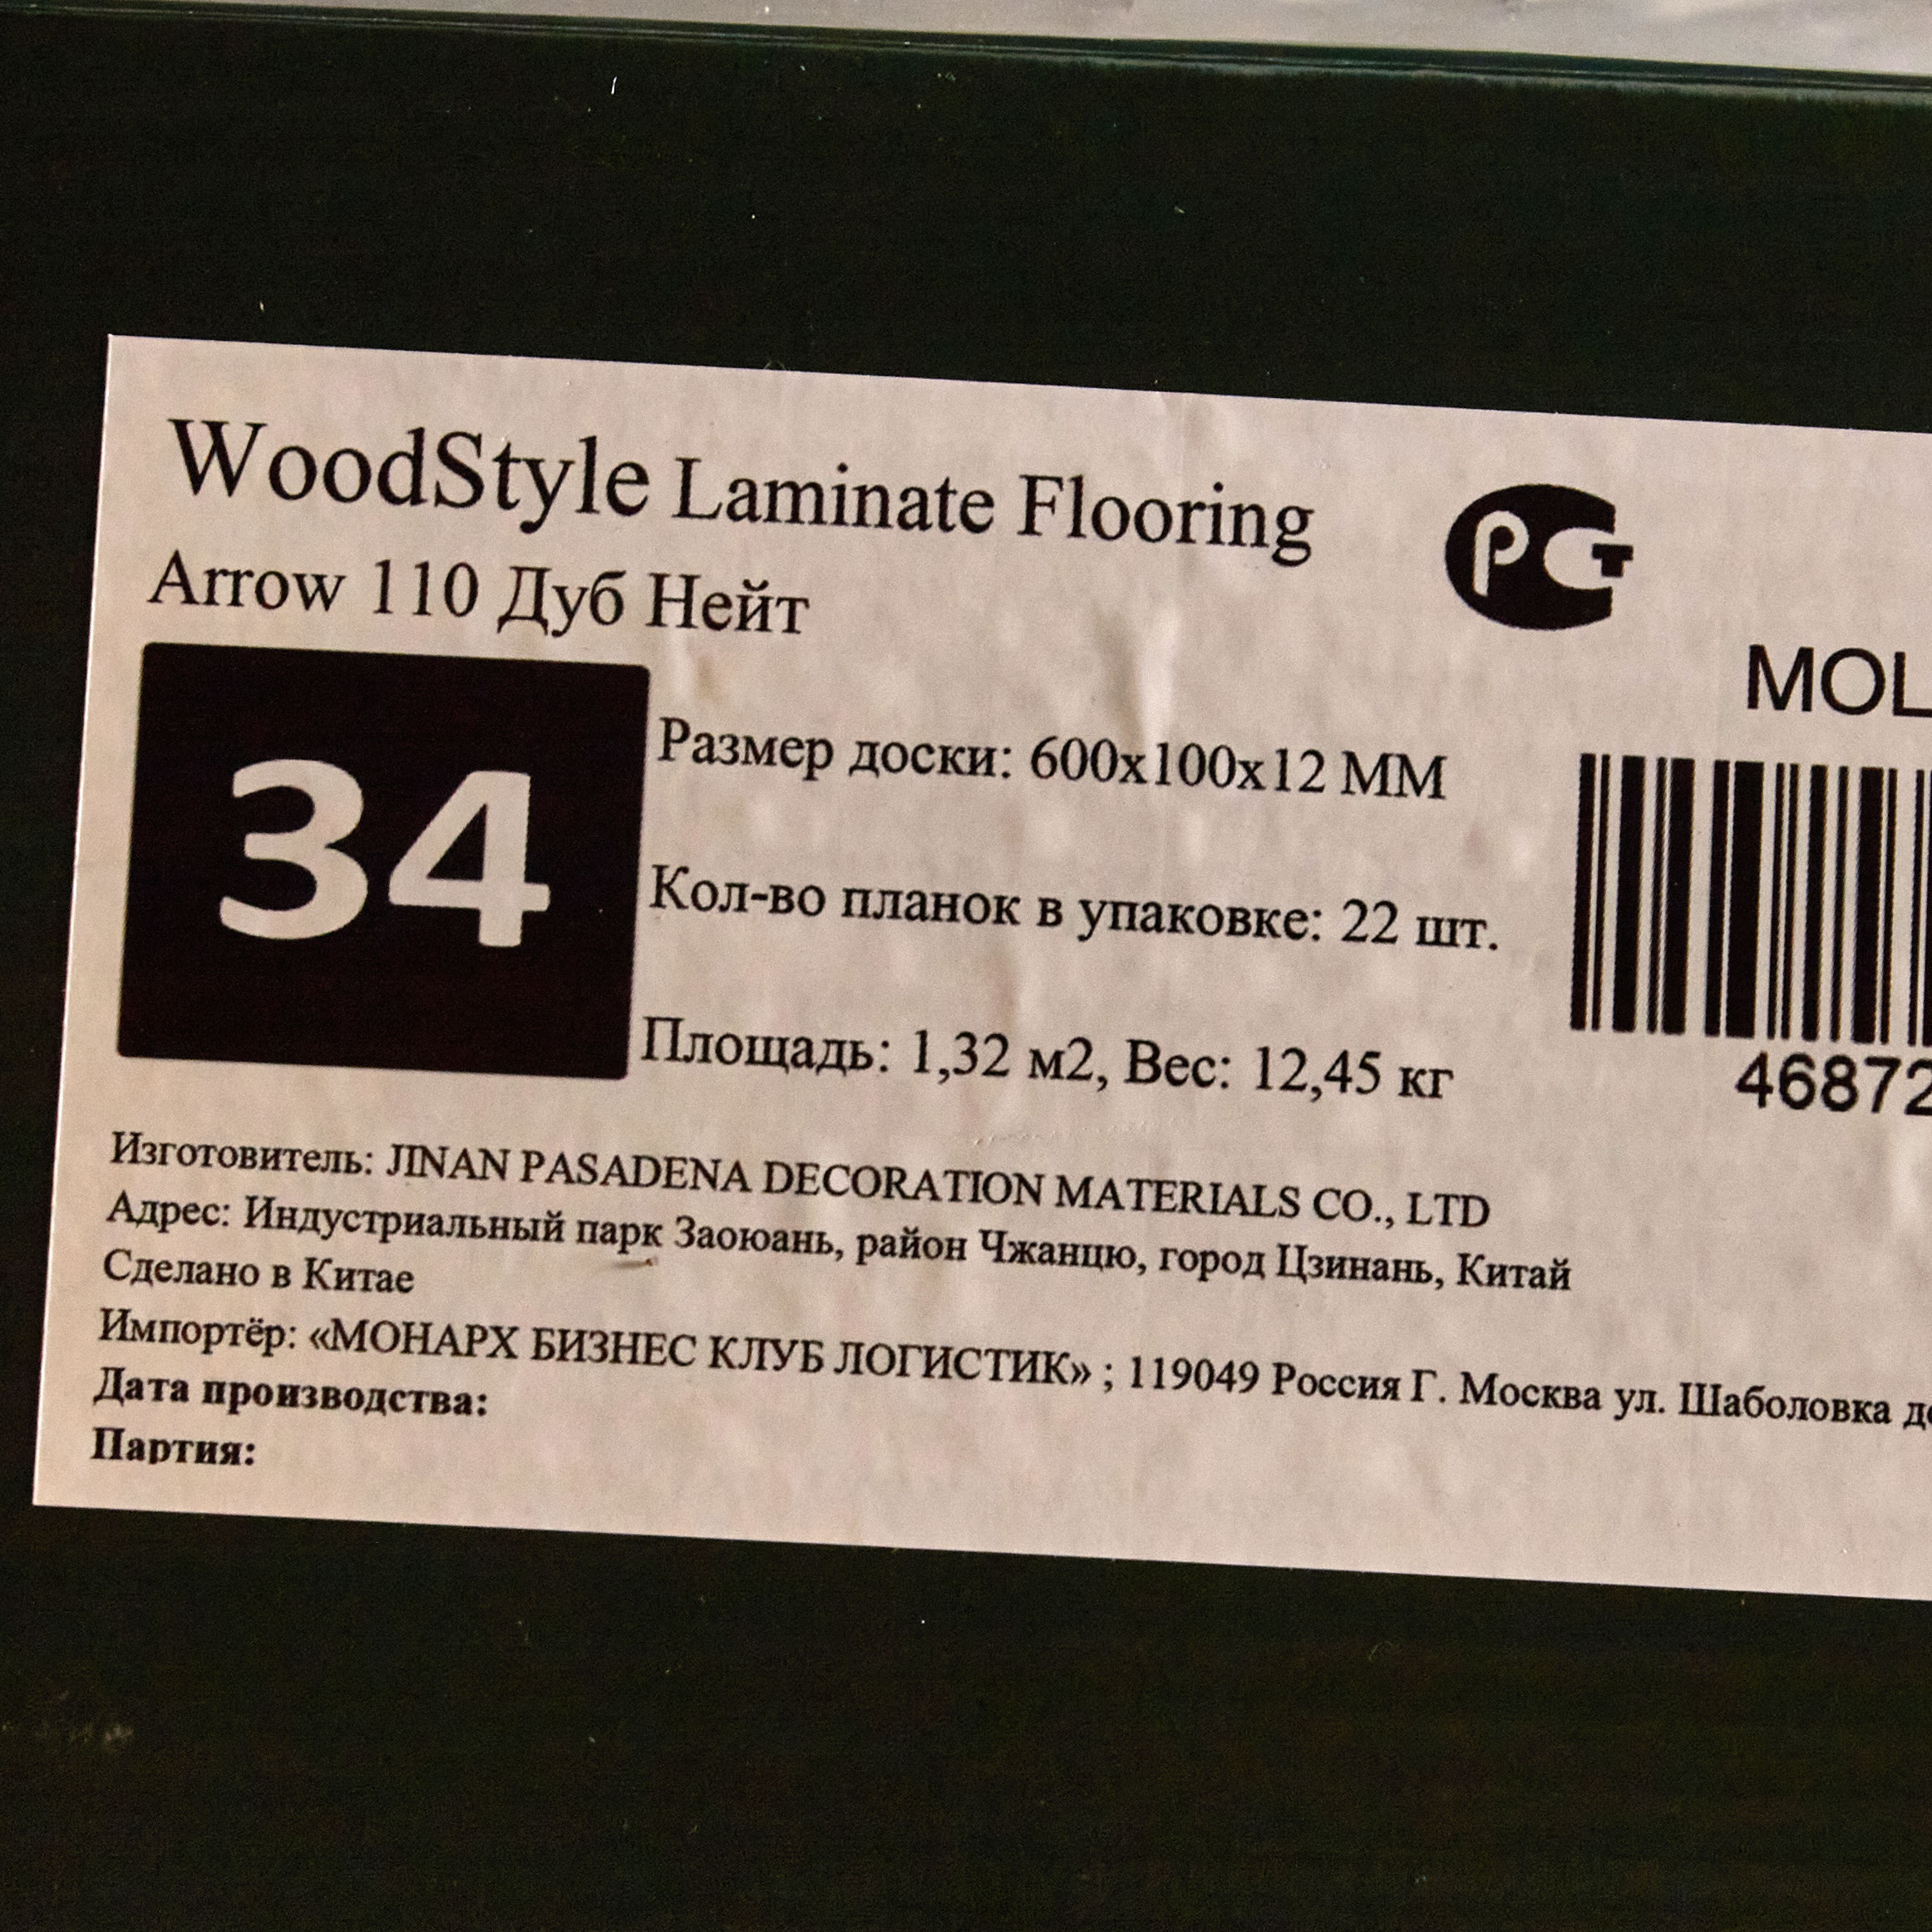 WoodStyle Laminate Flooring
Arrow 110 Дуб Нейт
РСТ
MOL
34
Размер доски: 600x100x12 ММ
Кол-во планок в упаковке: 22 шт.
Площадь: 1,32 м2, Вес: 12,45 кг
46872
Изготовитель: JINAN PASADENA DECORATION MATERIALS CO., LTD
Адрес: Индустриальный парк Заоюань, район Чжанцю, город Цзинань, Китай
Сделано в Китае
Импортёр: «МОНАРХ БИЗНЕС КЛУБ ЛОГИСТИК» ; 119049 Россия Г. Москва ул. Шаболовка
Дата производства:
Партия: